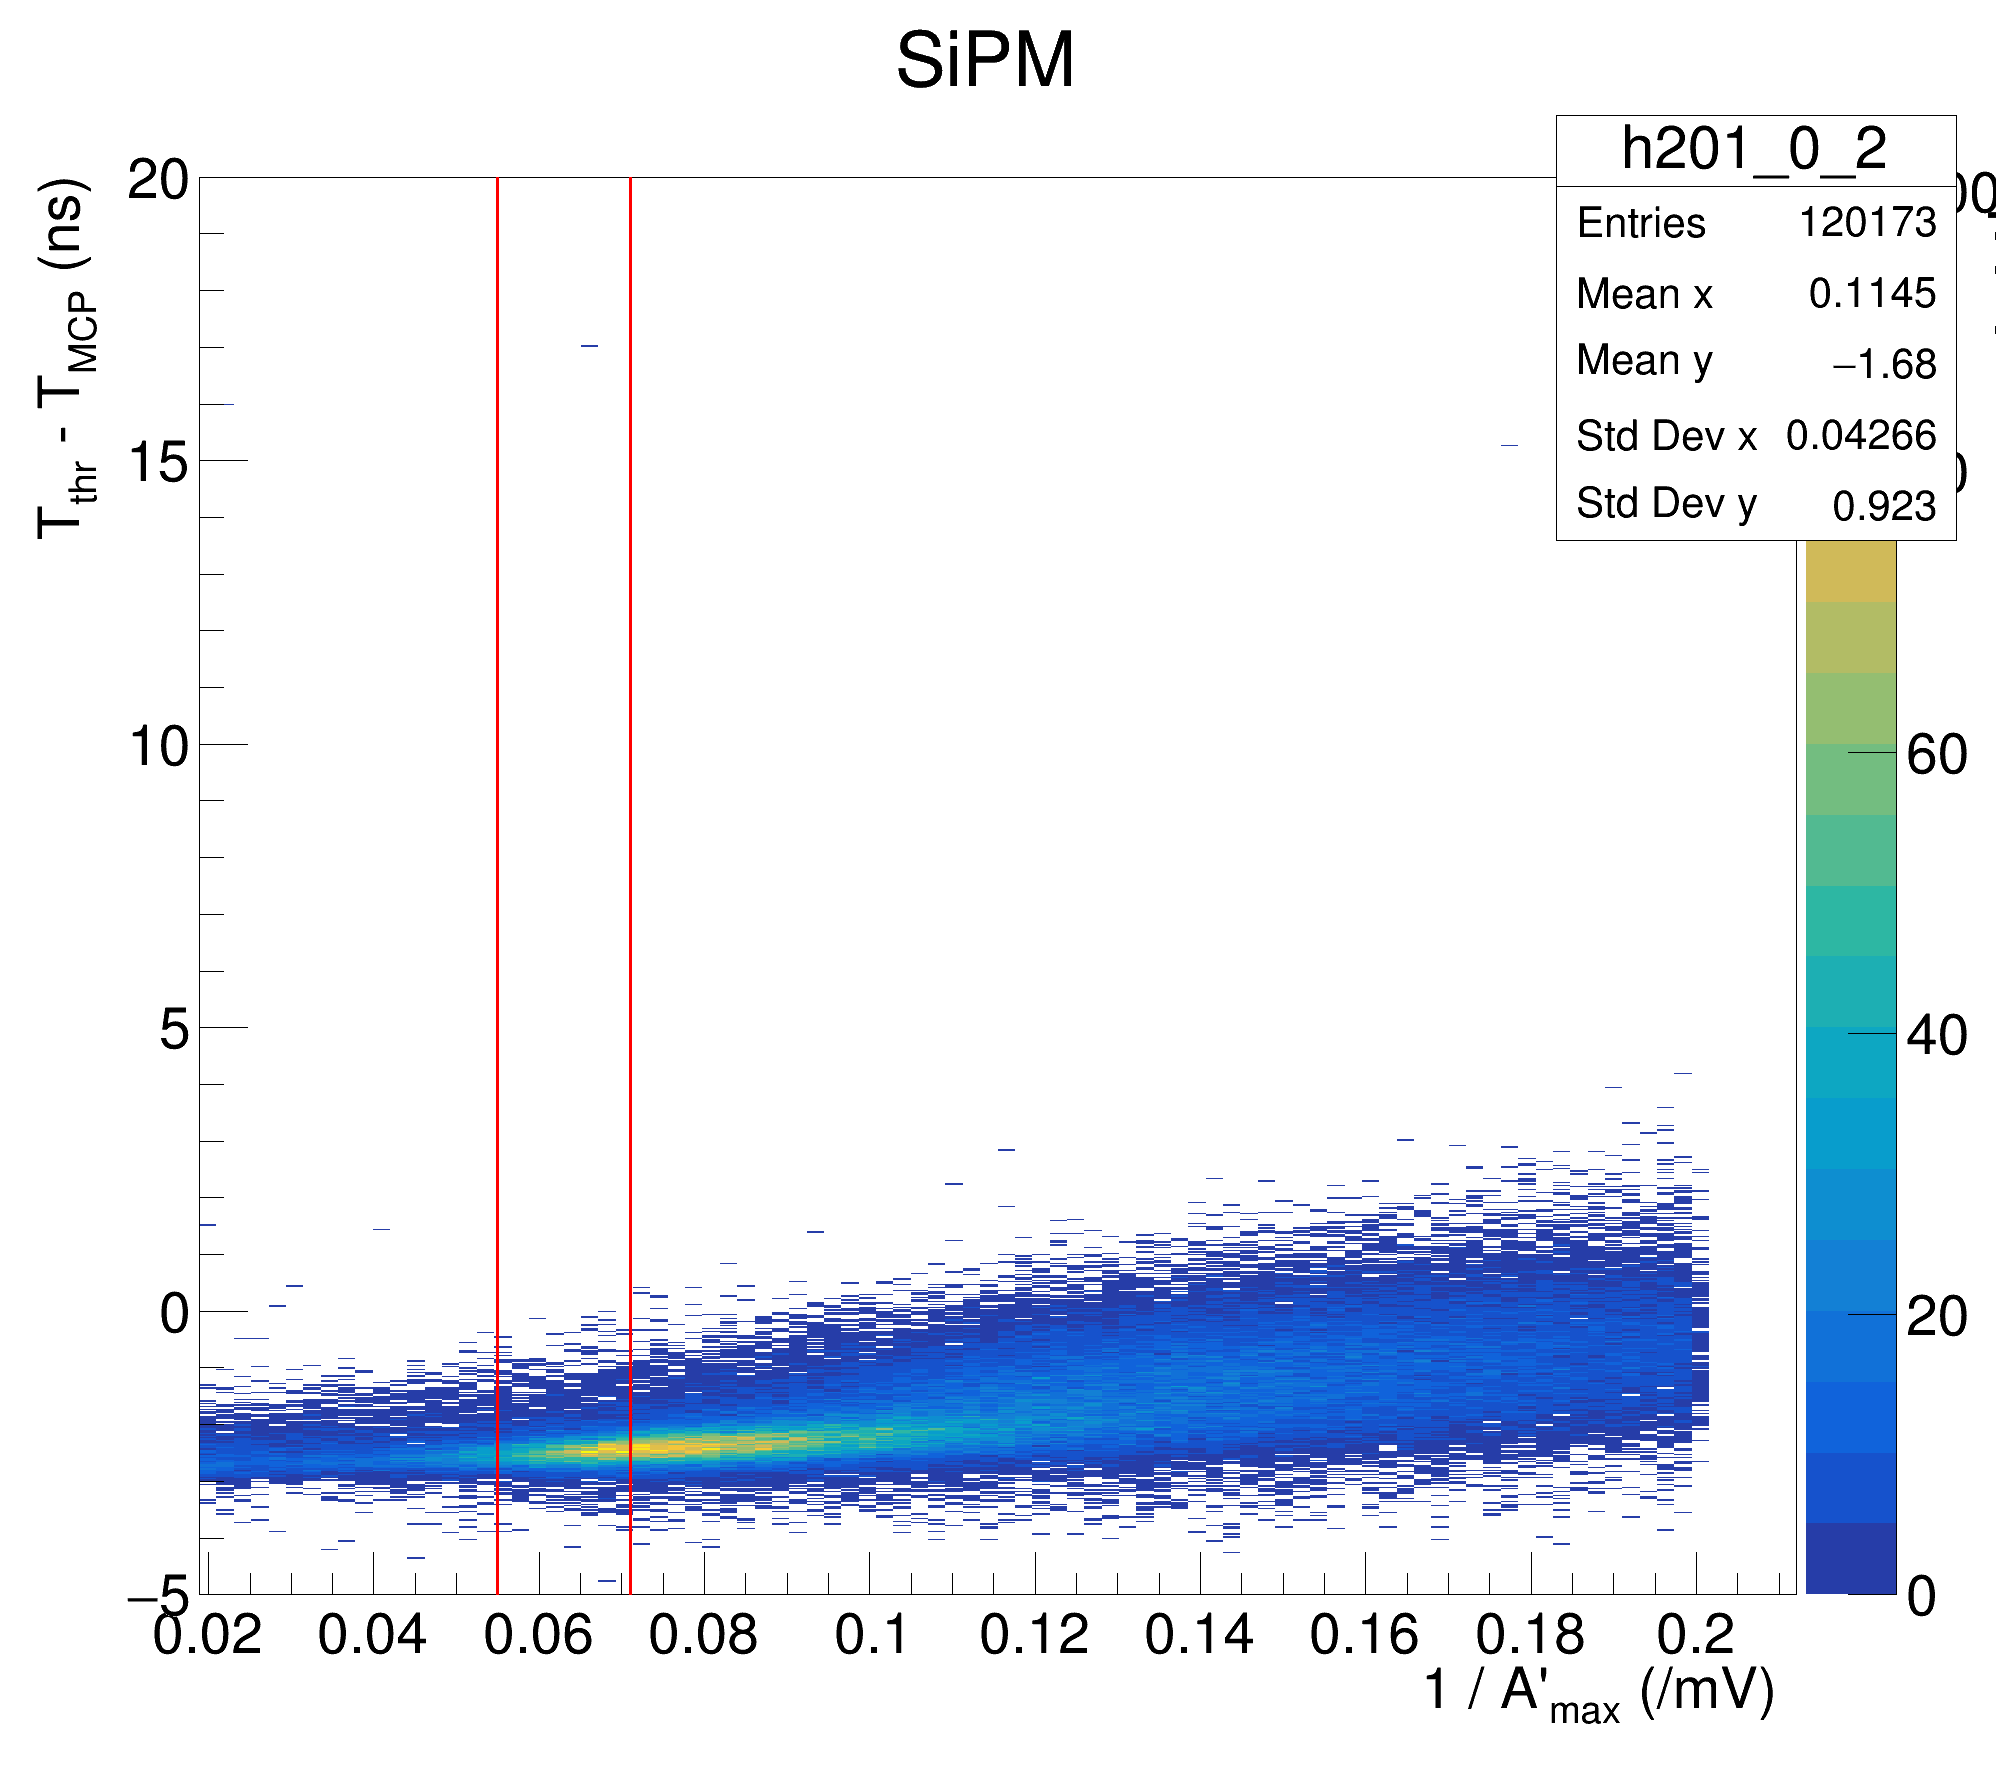 SiPM
h201_0_2
Entries 120173
Mean x 0.1145
Mean y −1.68
Std Dev x 0.04266
Std Dev y 0.923
T_thr - T_MCP (ns)
20
15
10
5
0
−5
0.02 0.04 0.06 0.08 0.1 0.12 0.14 0.16 0.18 0.2
1 / A'_max (/mV)
60
40
20
0